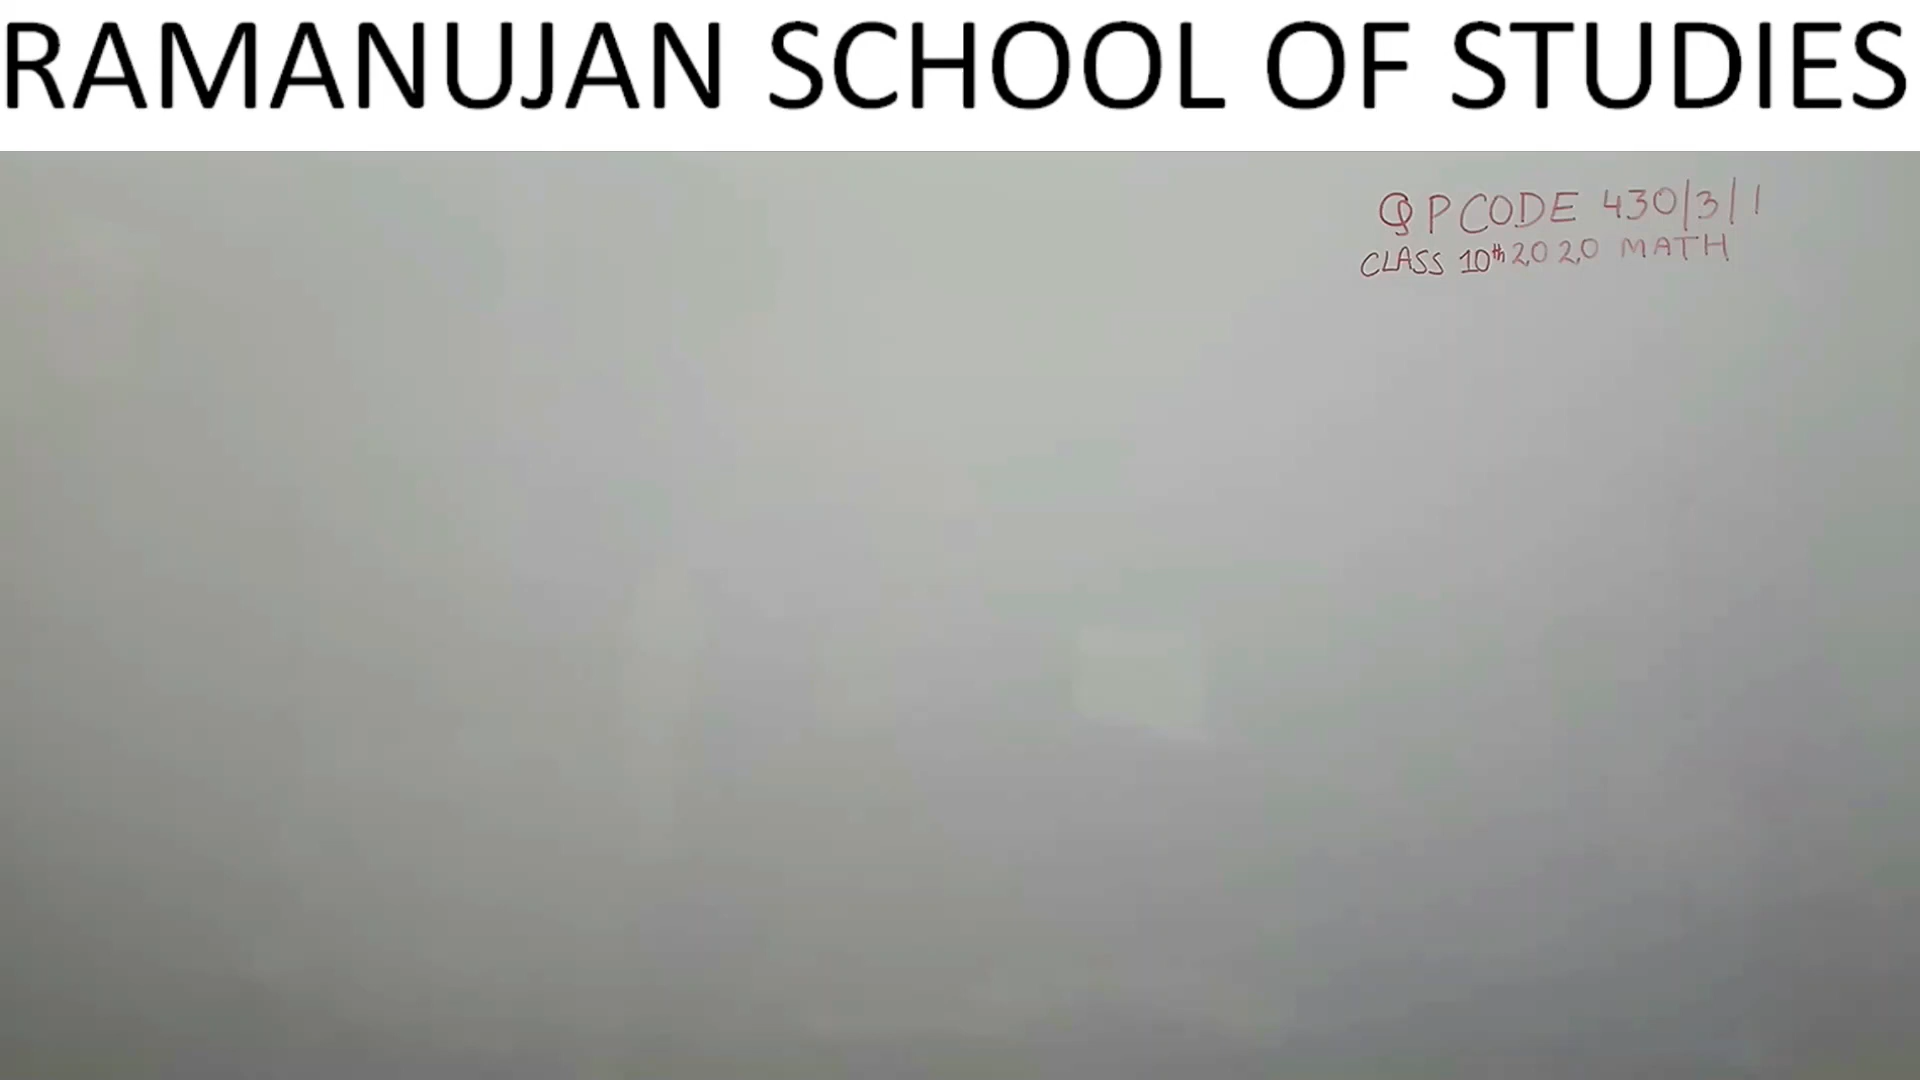 RAMANUJAN SCHOOL OF STUDIES
QP CODE 430/3/1
CLASS 10th 2020 MATH